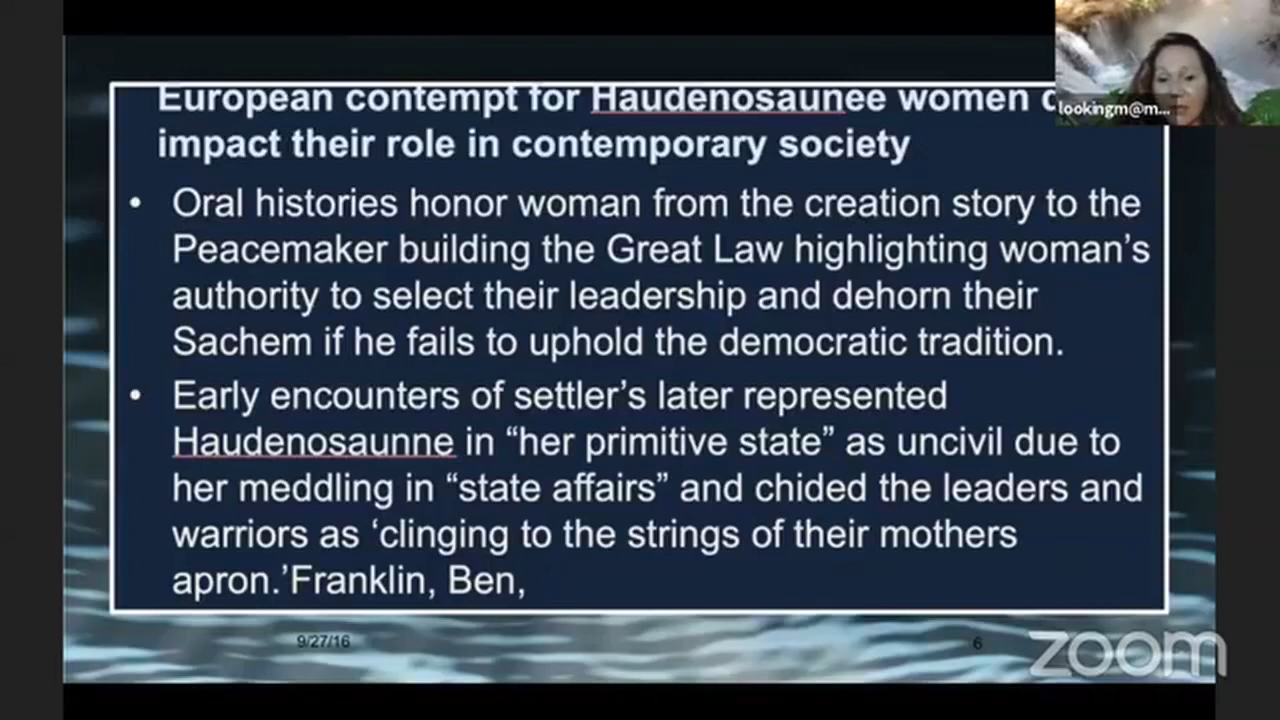 European contempt for Haudenosaunee women
impact their role in contemporary society
lookingm@m...
• Oral histories honor woman from the creation story to the
Peacemaker building the Great Law highlighting woman's
authority to select their leadership and dehorn their
Sachem if he fails to uphold the democratic tradition.
• Early encounters of settler's later represented
Haudenosaunne in “her primitive state” as uncivil due to
her meddling in “state affairs” and chided the leaders and
warriors as ‘clinging to the strings of their mothers
apron.’Franklin, Ben,
9/27/16
6
zoom